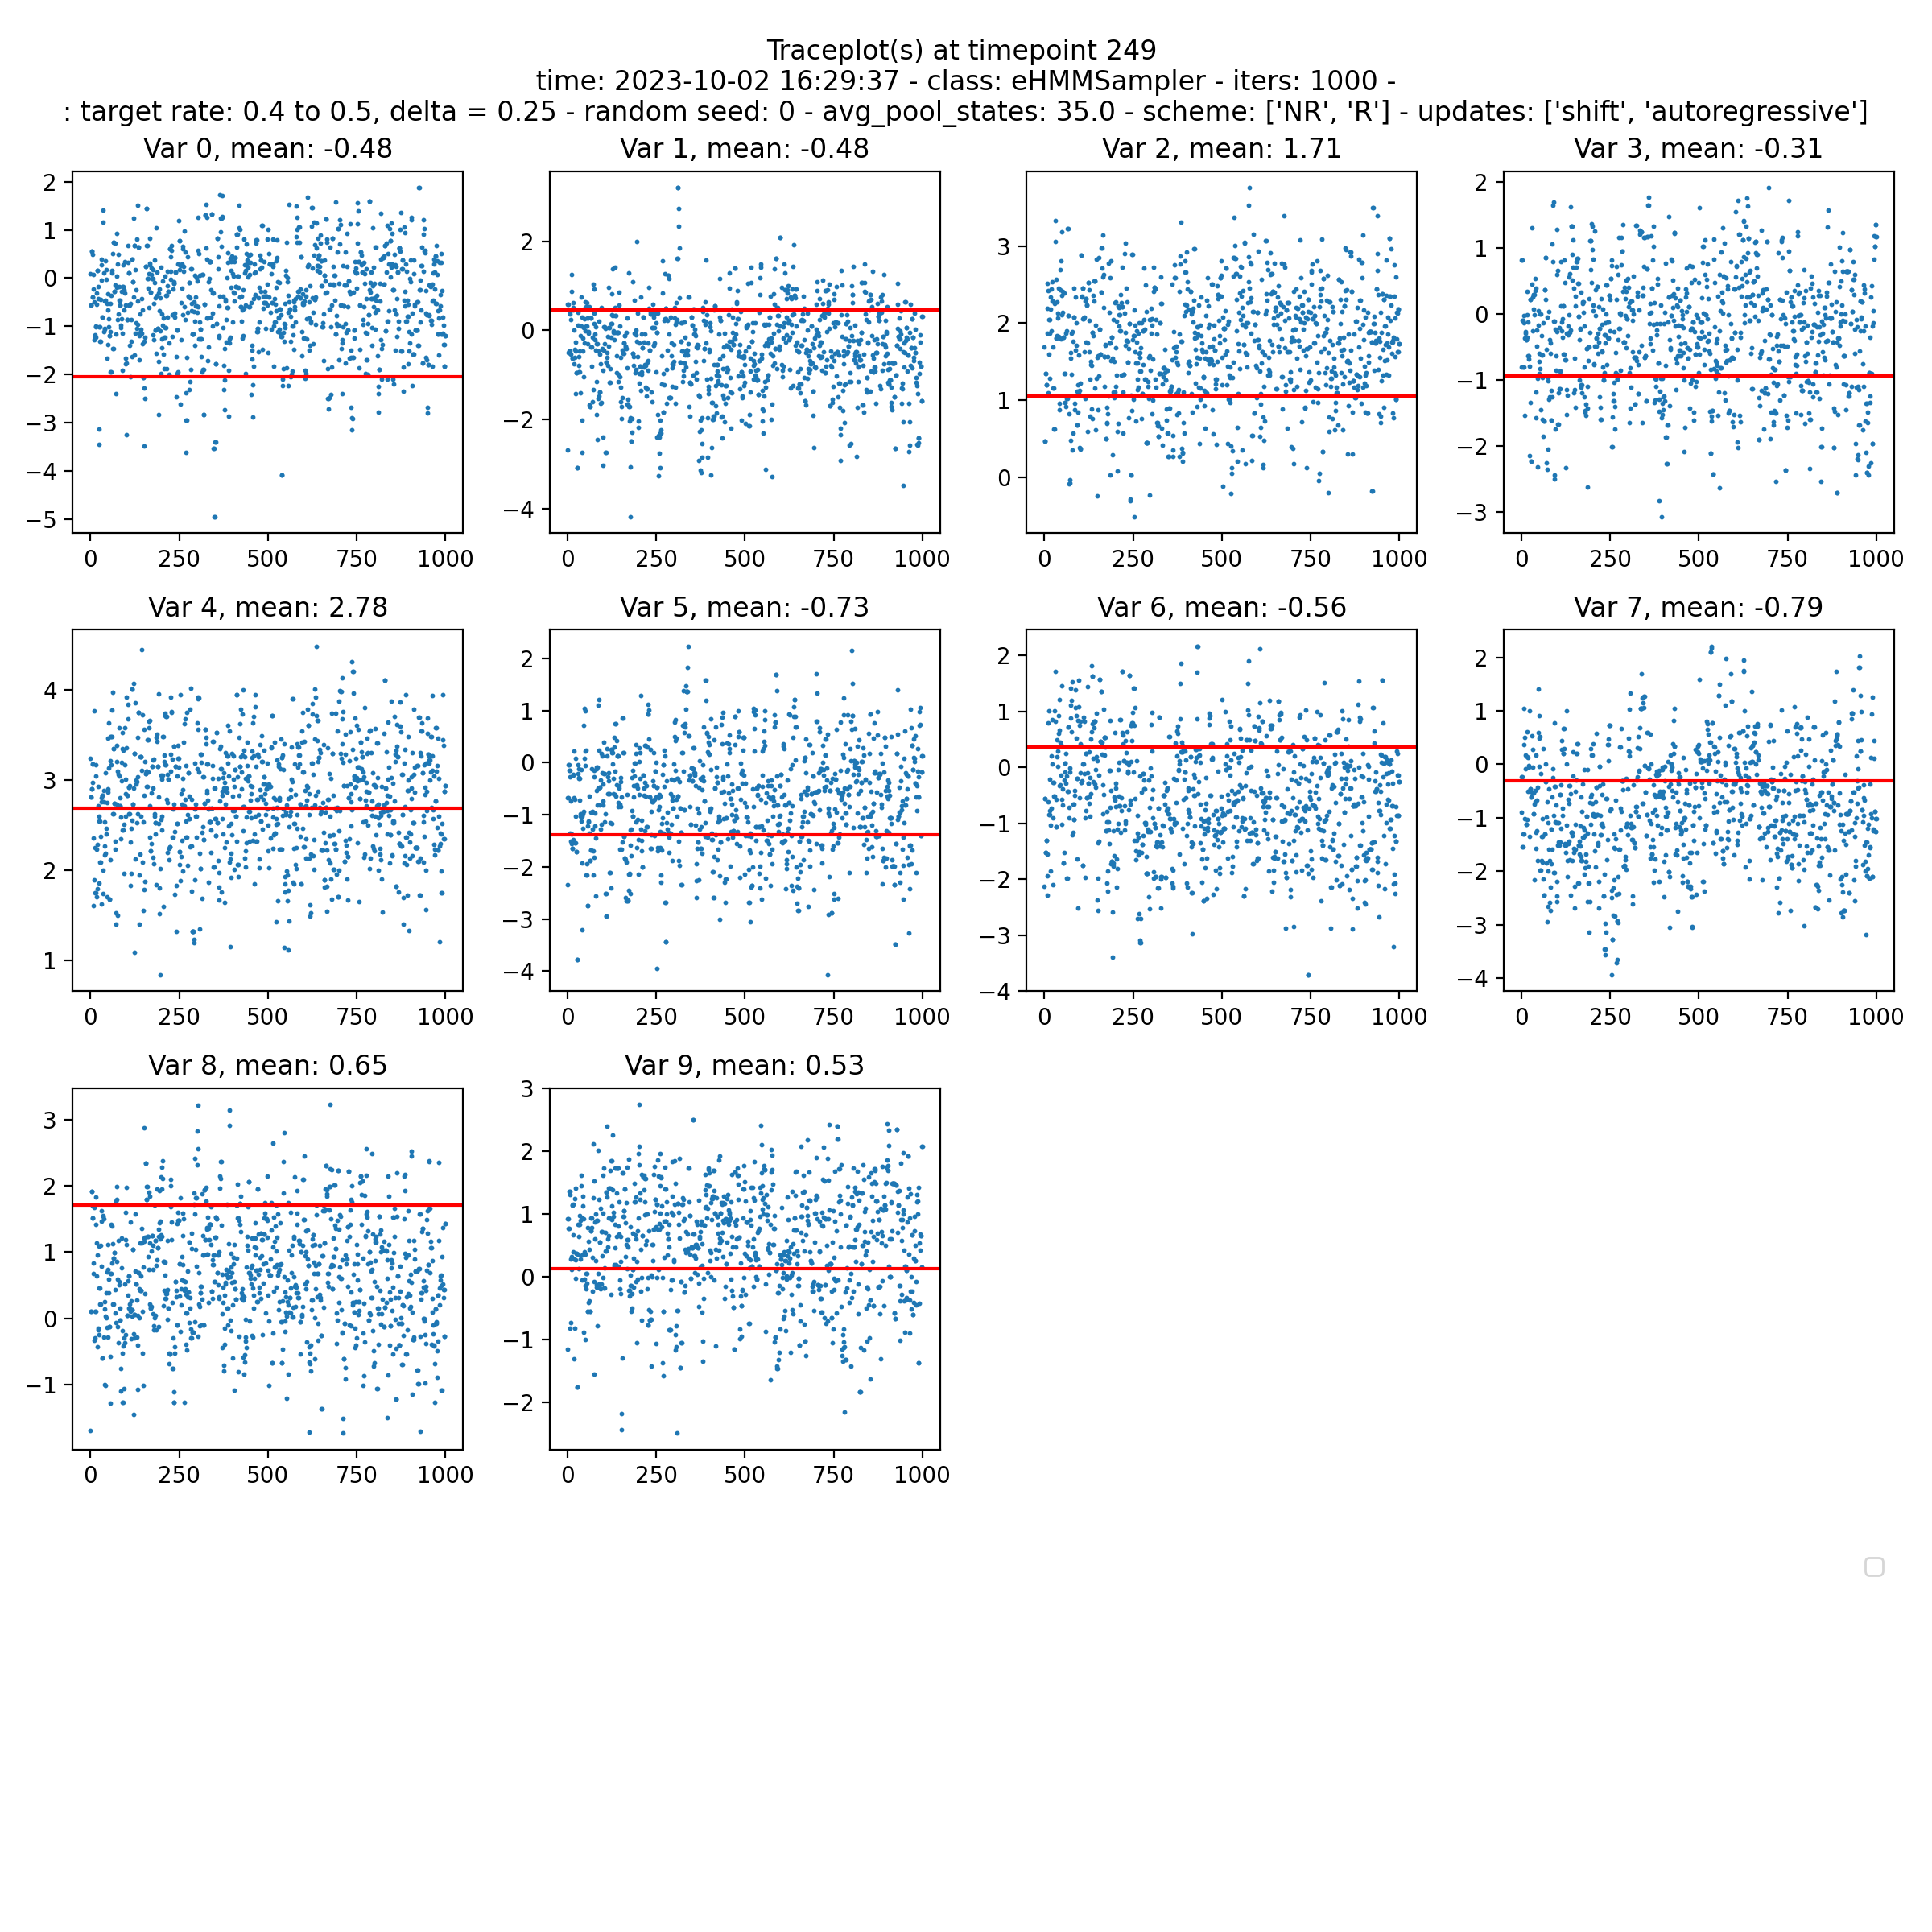 Traceplot(s) at timepoint 249
time: 2023-10-02 16:29:37 - class: eHMMSampler - iters: 1000 -
: target rate: 0.4 to 0.5, delta = 0.25 - random seed: 0 - avg_pool_states: 35.0 - scheme: ['NR', 'R'] - updates: ['shift', 'autoregressive']
Var 0, mean: -0.48
2
1
0
−1
−2
−3
−4
−5
0 250 500 750 1000
Var 1, mean: -0.48
2
0
−2
−4
0 250 500 750 1000
Var 2, mean: 1.71
3
2
1
0
0 250 500 750 1000
Var 3, mean: -0.31
2
1
0
−1
−2
−3
0 250 500 750 1000
Var 4, mean: 2.78
4
3
2
1
0 250 500 750 1000
Var 5, mean: -0.73
2
1
0
−1
−2
−3
−4
0 250 500 750 1000
Var 6, mean: -0.56
2
1
0
−1
−2
−3
−4
0 250 500 750 1000
Var 7, mean: -0.79
2
1
0
−1
−2
−3
−4
0 250 500 750 1000
Var 8, mean: 0.65
3
2
1
0
−1
0 250 500 750 1000
Var 9, mean: 0.53
3
2
1
0
−1
−2
0 250 500 750 1000